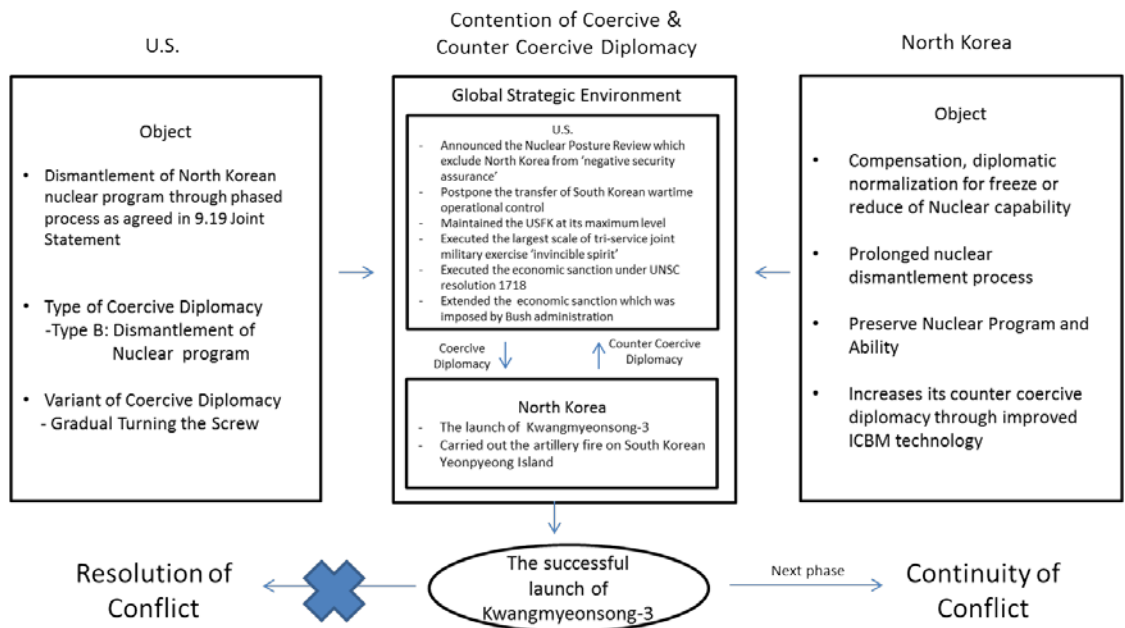 U.S.
Contention of Coercive &
Counter Coercive Diplomacy
North Korea
Object
• Dismantlement of North Korean
nuclear program through phased
process as agreed in 9.19 Joint
Statement
• Type of Coercive Diplomacy
-Type B: Dismantlement of
Nuclear program
• Variant of Coercive Diplomacy
- Gradual Turning the Screw
Global Strategic Environment
U.S.
- Announced the Nuclear Posture Review which
exclude North Korea from ‘negative security
assurance’
- Postpone the transfer of South Korean wartime
operational control
- Maintained the USFK at its maximum level
- Executed the largest scale of tri-service joint
military exercise ‘invincible spirit’
- Executed the economic sanction under UNSC
resolution 1718
- Extended the economic sanction which was
imposed by Bush administration
Coercive
Diplomacy
Counter Coercive
Diplomacy
North Korea
- The launch of Kwangmyeonsong-3
- Carried out the artillery fire on South Korean
Yeonpyeong Island
Object
• Compensation, diplomatic
normalization for freeze or
reduce of Nuclear capability
• Prolonged nuclear
dismantlement process
• Preserve Nuclear Program and
Ability
• Increases its counter coercive
diplomacy through improved
ICBM technology
Resolution of
Conflict
The successful
launch of
Kwangmyeonsong-3
Next phase
Continuity of
Conflict